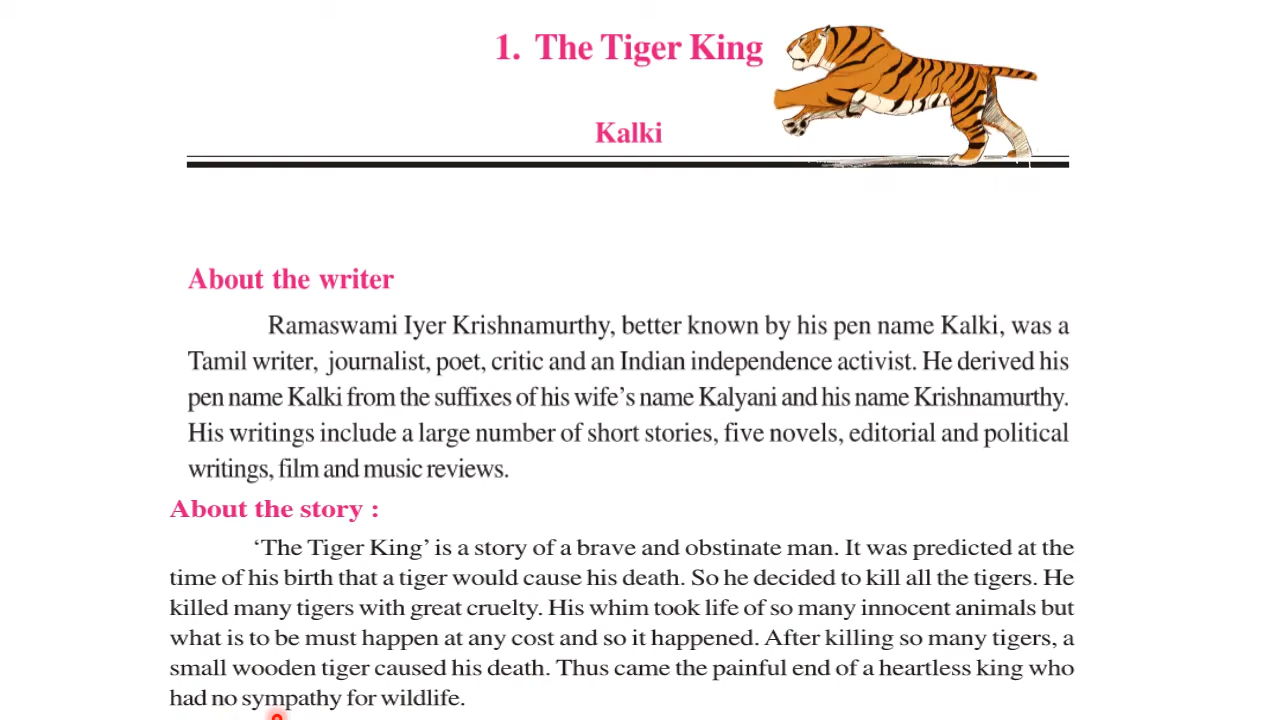 1. The Tiger King
Kalki
About the writer
Ramaswami Iyer Krishnamurthy, better known by his pen name Kalki, was a
Tamil writer, journalist, poet, critic and an Indian independence activist. He derived his
pen name Kalki from the suffixes of his wife's name Kalyani and his name Krishnamurthy.
His writings include a large number of short stories, five novels, editorial and political
writings, film and music reviews.
About the story :
‘The Tiger King’ is a story of a brave and obstinate man. It was predicted at the
time of his birth that a tiger would cause his death. So he decided to kill all the tigers. He
killed many tigers with great cruelty. His whim took life of so many innocent animals but
what is to be must happen at any cost and so it happened. After killing so many tigers, a
small wooden tiger caused his death. Thus came the painful end of a heartless king who
had no sympathy for wildlife.